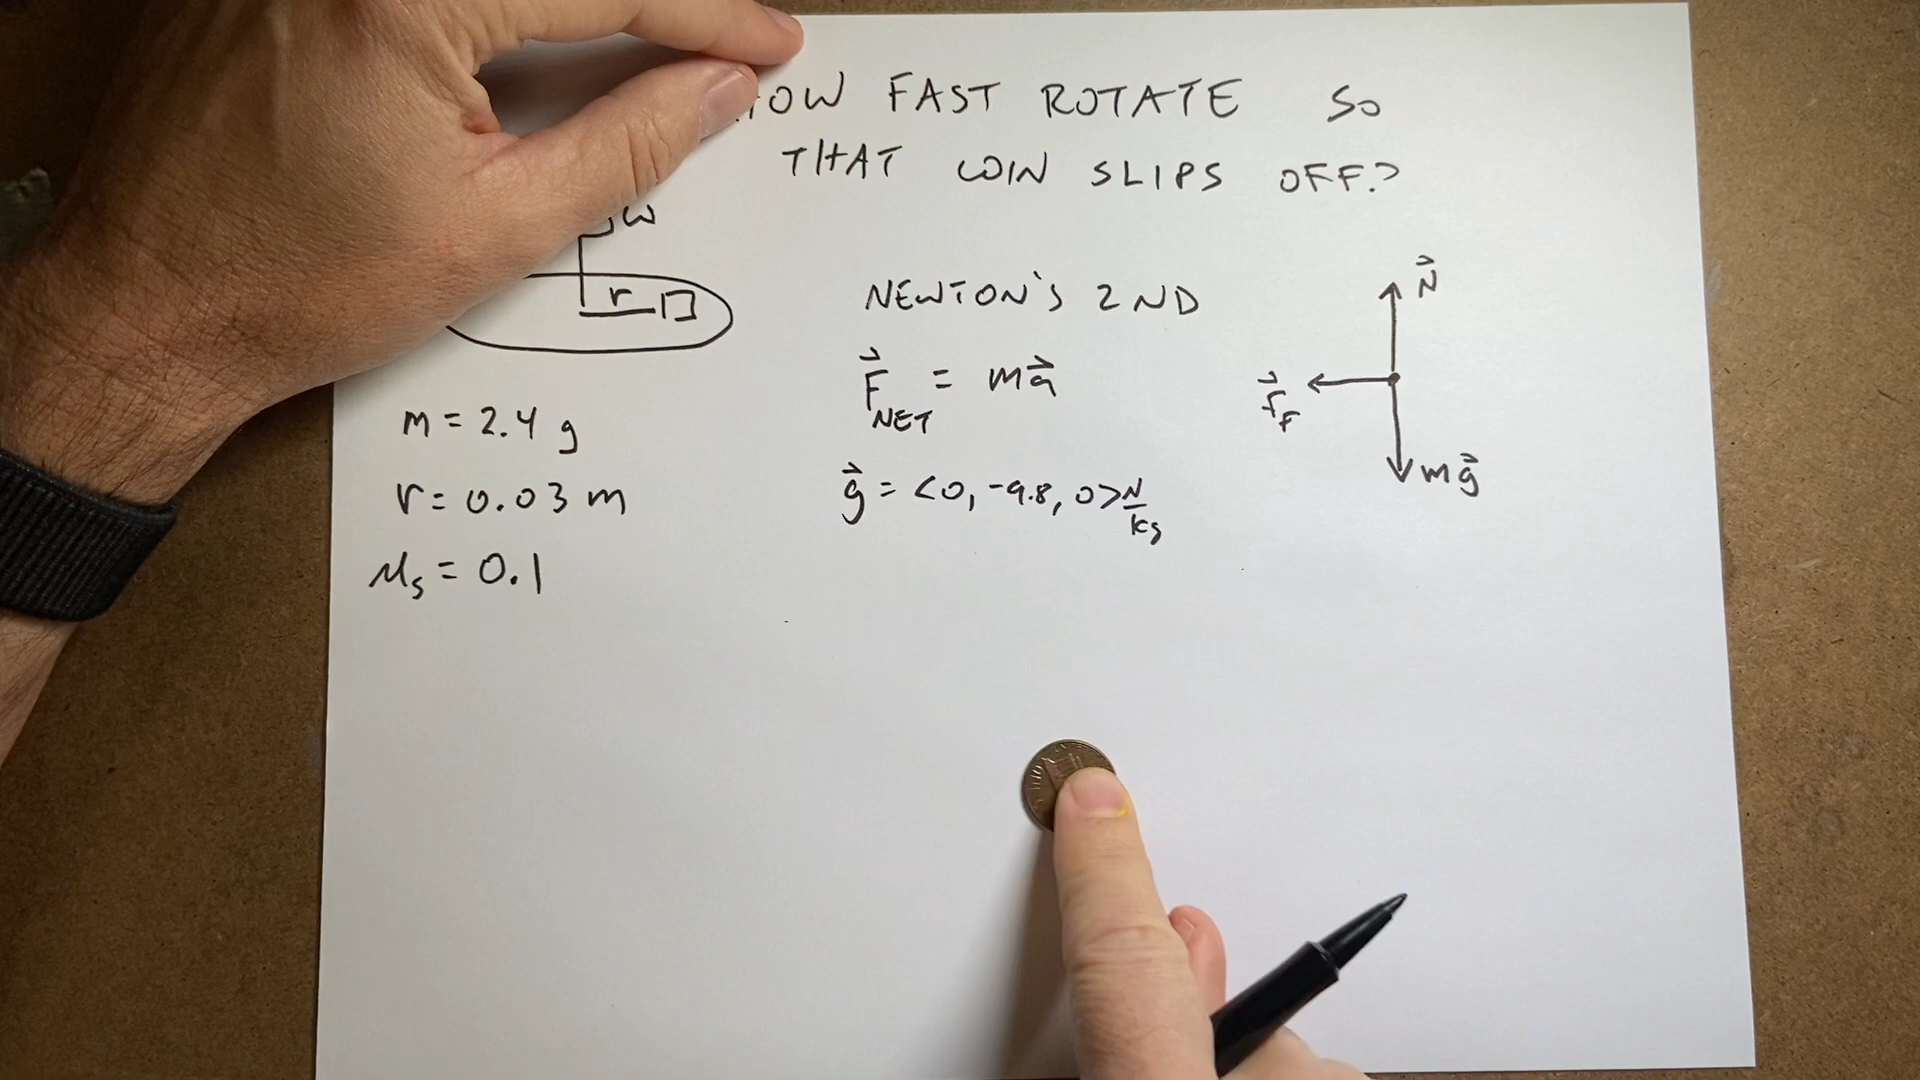 OW FAST ROTATE SO
THAT COIN SLIPS OFF?
ω
r
NEWTON'S 2ND
N⃗
F⃗NET = ma⃗
F⃗F
m = 2.4 g
mg⃗
r = 0.03 m
g⃗ = <0, -9.8, 0> N/kg
μs = 0.1